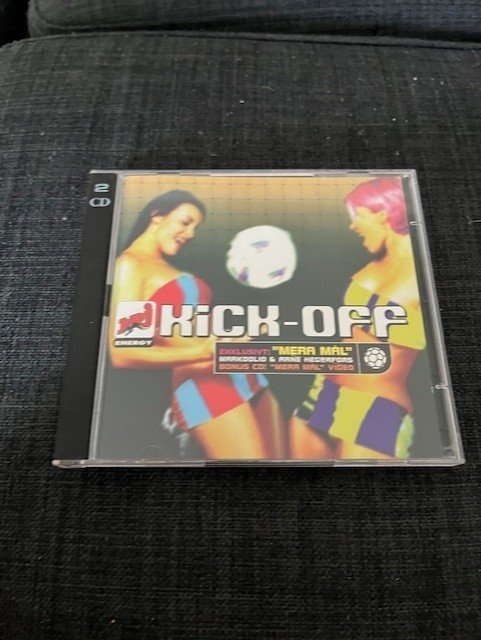 2
CD
NRJ
ENERGY
KiCK-OFF
EXKLUSIVT: "MERA MÅL"
MARKOOLIO & ARNE HEGERFORS
BONUS CD: "MERA MÅL" VIDEO